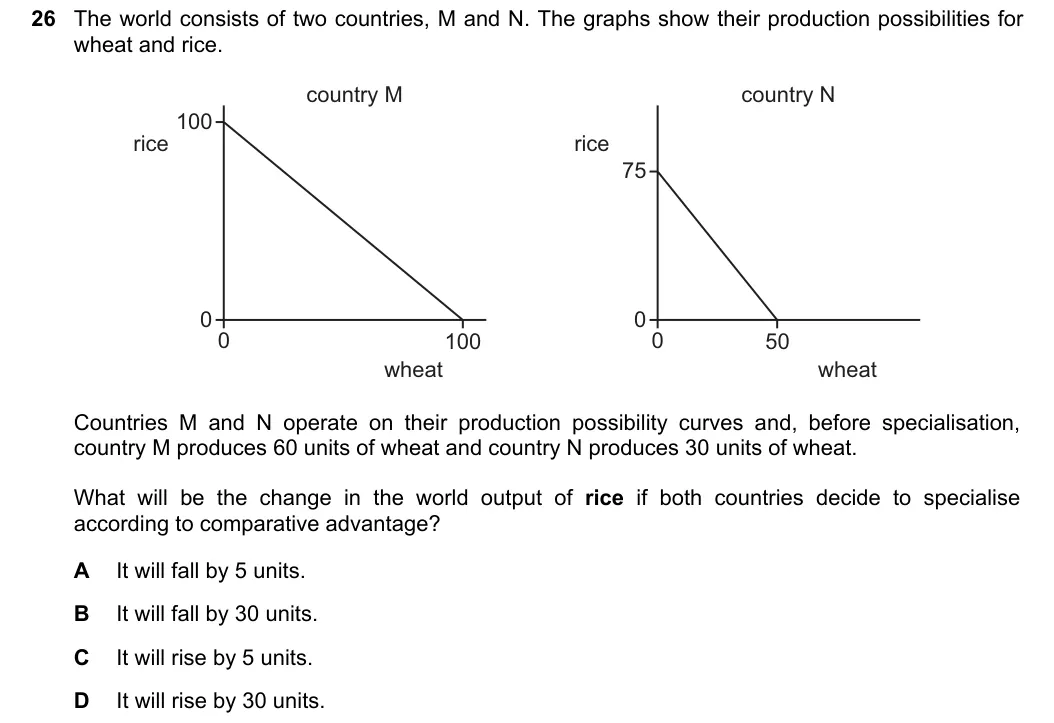 26 The world consists of two countries, M and N. The graphs show their production possibilities for
wheat and rice.
country M
100
rice
0
0
100
wheat
country N
rice
75
0
0
50
wheat
Countries M and N operate on their production possibility curves and, before specialisation,
country M produces 60 units of wheat and country N produces 30 units of wheat.
What will be the change in the world output of rice if both countries decide to specialise
according to comparative advantage?
A It will fall by 5 units.
B It will fall by 30 units.
C It will rise by 5 units.
D It will rise by 30 units.